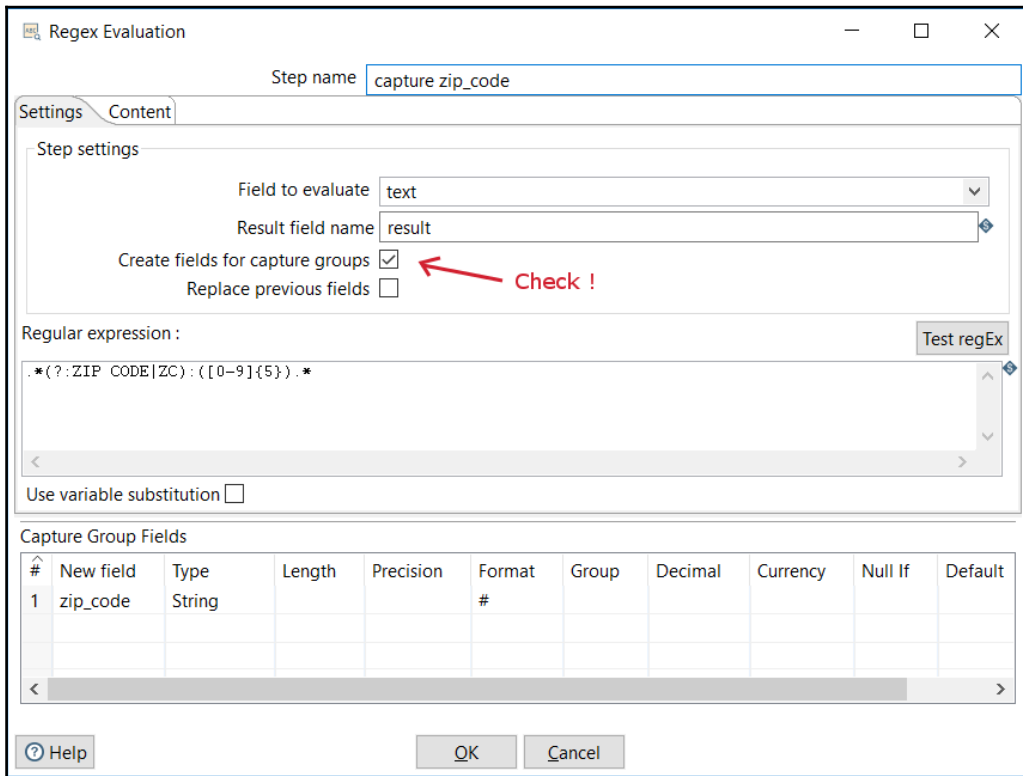 Regex Evaluation
Step name capture zip_code
Settings Content
Step settings
Field to evaluate text
Result field name result
Create fields for capture groups
Check !
Replace previous fields
Regular expression :
Test regEx
.*(?:ZIP CODE|ZC):([0-9]{5}).*
Use variable substitution
Capture Group Fields
# New field Type Length Precision Format Group Decimal Currency Null If Default
1 zip_code String #
Help OK Cancel